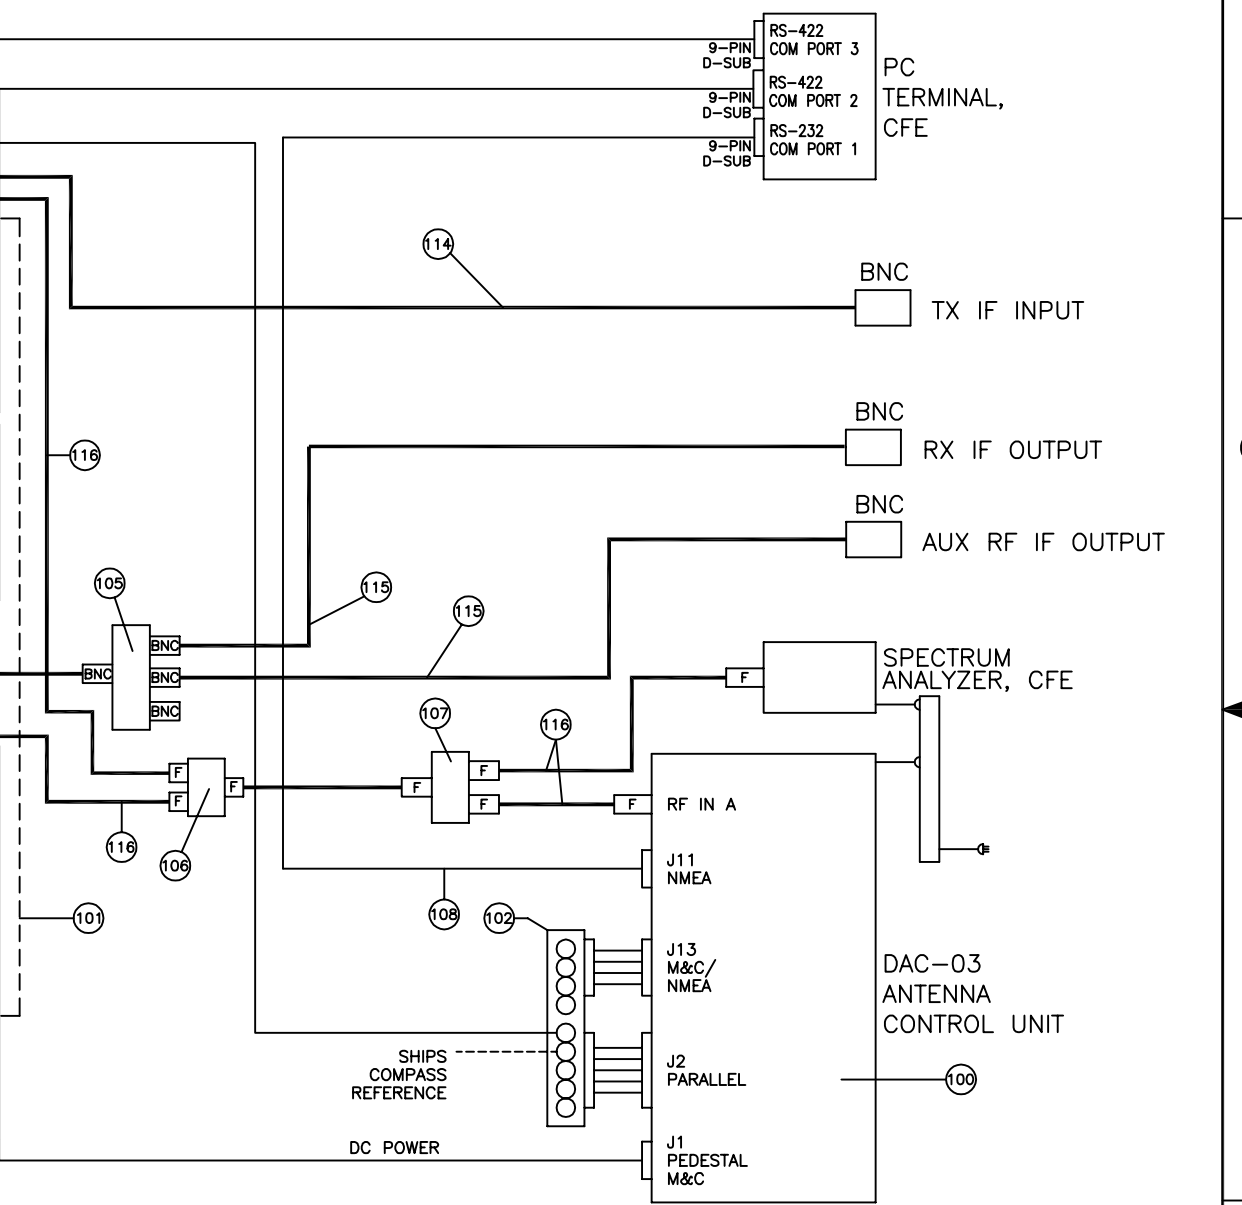 RS-422
COM PORT 3
9-PIN
D-SUB
RS-422
COM PORT 2
9-PIN
D-SUB
RS-232
COM PORT 1
9-PIN
D-SUB
PC
TERMINAL,
CFE
114
BNC
TX IF INPUT
BNC
RX IF OUTPUT
116
BNC
AUX RF IF OUTPUT
105
115
115
BNC
BNC
BNC
BNC
SPECTRUM
ANALYZER, CFE
F
107
116
F
F
F
F
F
F
F
RF IN A
116
106
J11
NMEA
108
101
102
J13
M&C/
NMEA
DAC-03
ANTENNA
CONTROL UNIT
SHIPS
COMPASS
REFERENCE
J2
PARALLEL
100
DC POWER
J1
PEDESTAL
M&C